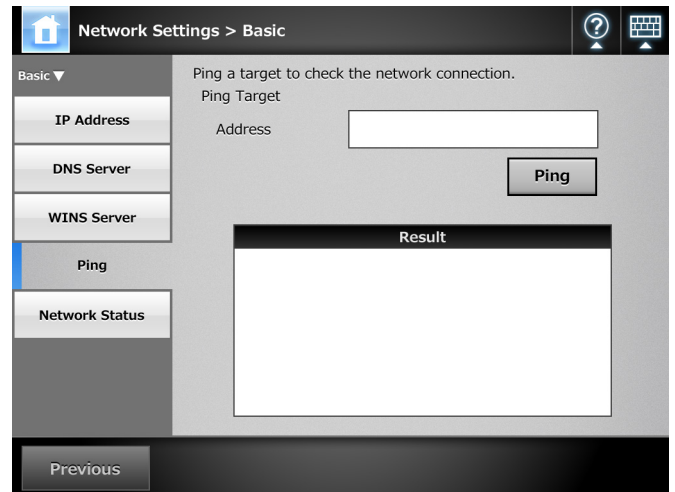 Network Settings > Basic
?
Basic ▼
IP Address
DNS Server
WINS Server
Ping
Network Status
Ping a target to check the network connection.
Ping Target
Address
Ping
Result
Previous